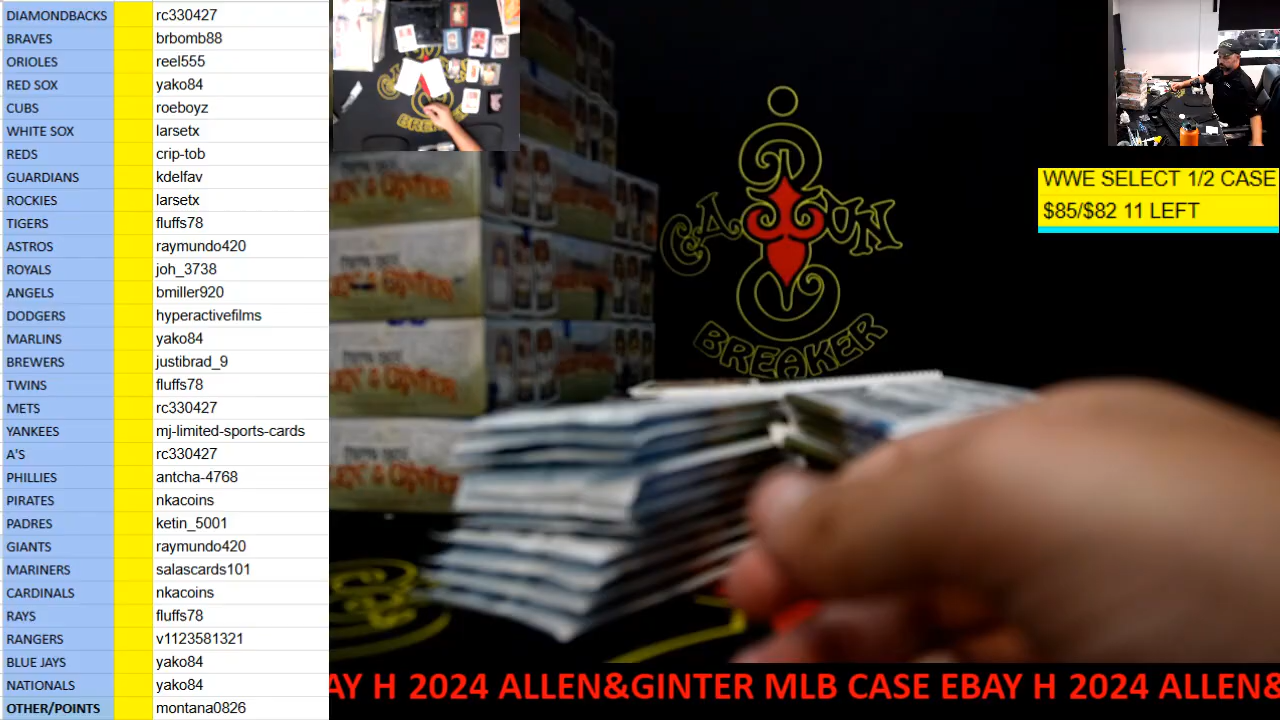 DIAMONDBACKS rc330427
BRAVES brbomb88
ORIOLES reel555
RED SOX yako84
CUBS roeboyz
WHITE SOX larsetx
REDS crip-tob
GUARDIANS kdelfav
ROCKIES larsetx
TIGERS fluffs78
ASTROS raymundo420
ROYALS joh_3738
ANGELS bmiller920
DODGERS hyperactivefilms
MARLINS yako84
BREWERS justibrad_9
TWINS fluffs78
METS rc330427
YANKEES mj-limited-sports-cards
A'S rc330427
PHILLIES antcha-4768
PIRATES nkacoins
PADRES ketin_5001
GIANTS raymundo420
MARINERS salascards101
CARDINALS nkacoins
RAYS fluffs78
RANGERS v1123581321
BLUE JAYS yako84
NATIONALS yako84
OTHER/POINTS montana0826
CAJUN
BREAKER
WWE SELECT 1/2 CASE
$85/$82 11 LEFT
AY H 2024 ALLEN&GINTER MLB CASE EBAY H 2024 ALLEN&